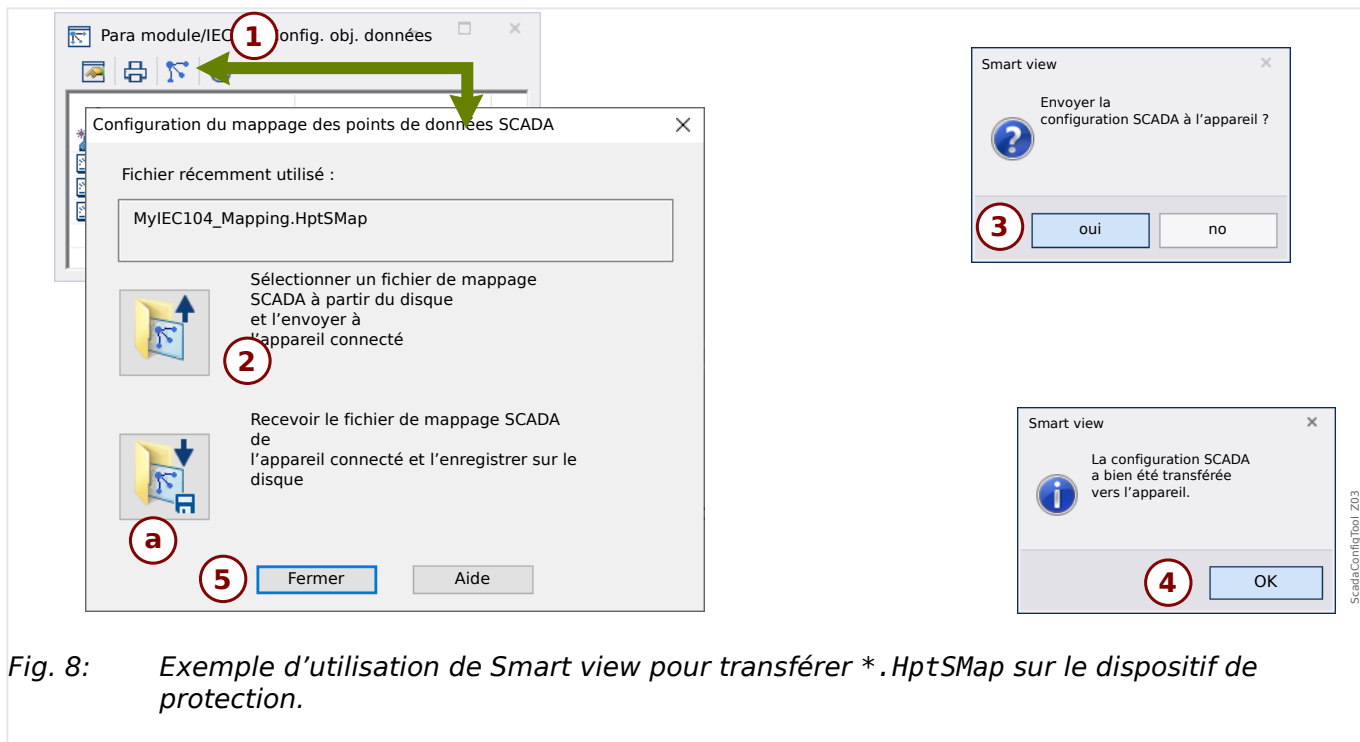 Para module/IEC onfig. obj. données
1
Configuration du mappage des points de données SCADA
Fichier récemment utilisé :
MyIEC104_Mapping.HptSMap
Sélectionner un fichier de mappage
SCADA à partir du disque
et l’envoyer à
l’appareil connecté
2
Recevoir le fichier de mappage SCADA
de
l’appareil connecté et l’enregistrer sur le
disque
a
5
Fermer
Aide
Smart view
Envoyer la
configuration SCADA à l’appareil ?
3
oui
no
Smart view
La configuration SCADA
a bien été transférée
vers l’appareil.
4
OK
ScadaConfigTool_Z03
Fig. 8: Exemple d’utilisation de Smart view pour transférer *.HptSMap sur le dispositif de
protection.